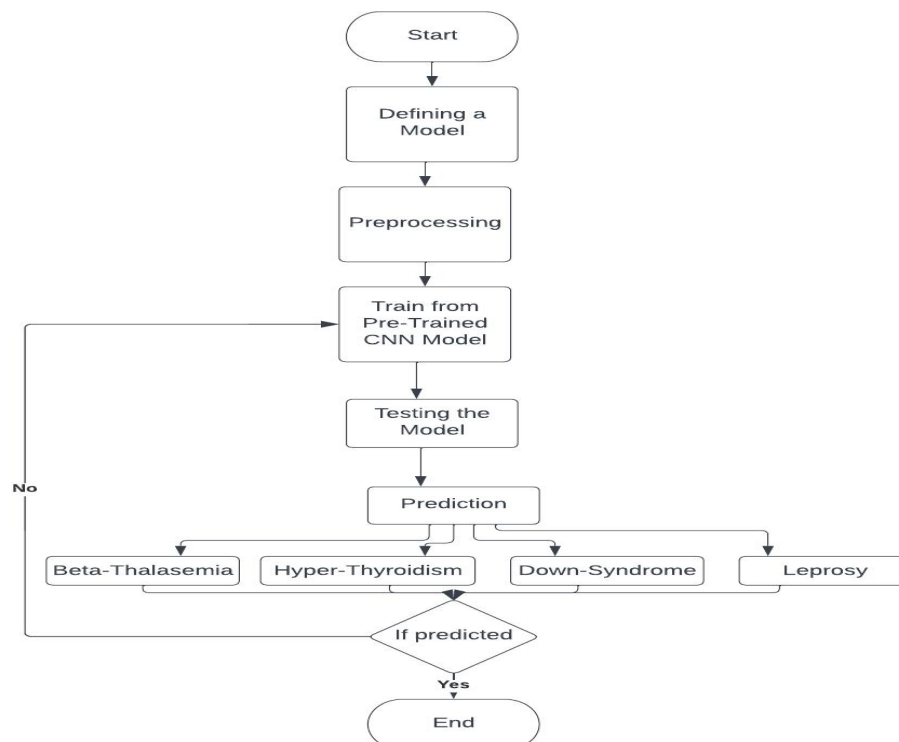 Start
Defining a
Model
Preprocessing
Train from
Pre-Trained
CNN Model
Testing the
Model
No
Prediction
Beta-Thalasemia
Hyper-Thyroidism
Down-Syndrome
Leprosy
If predicted
Yes
End